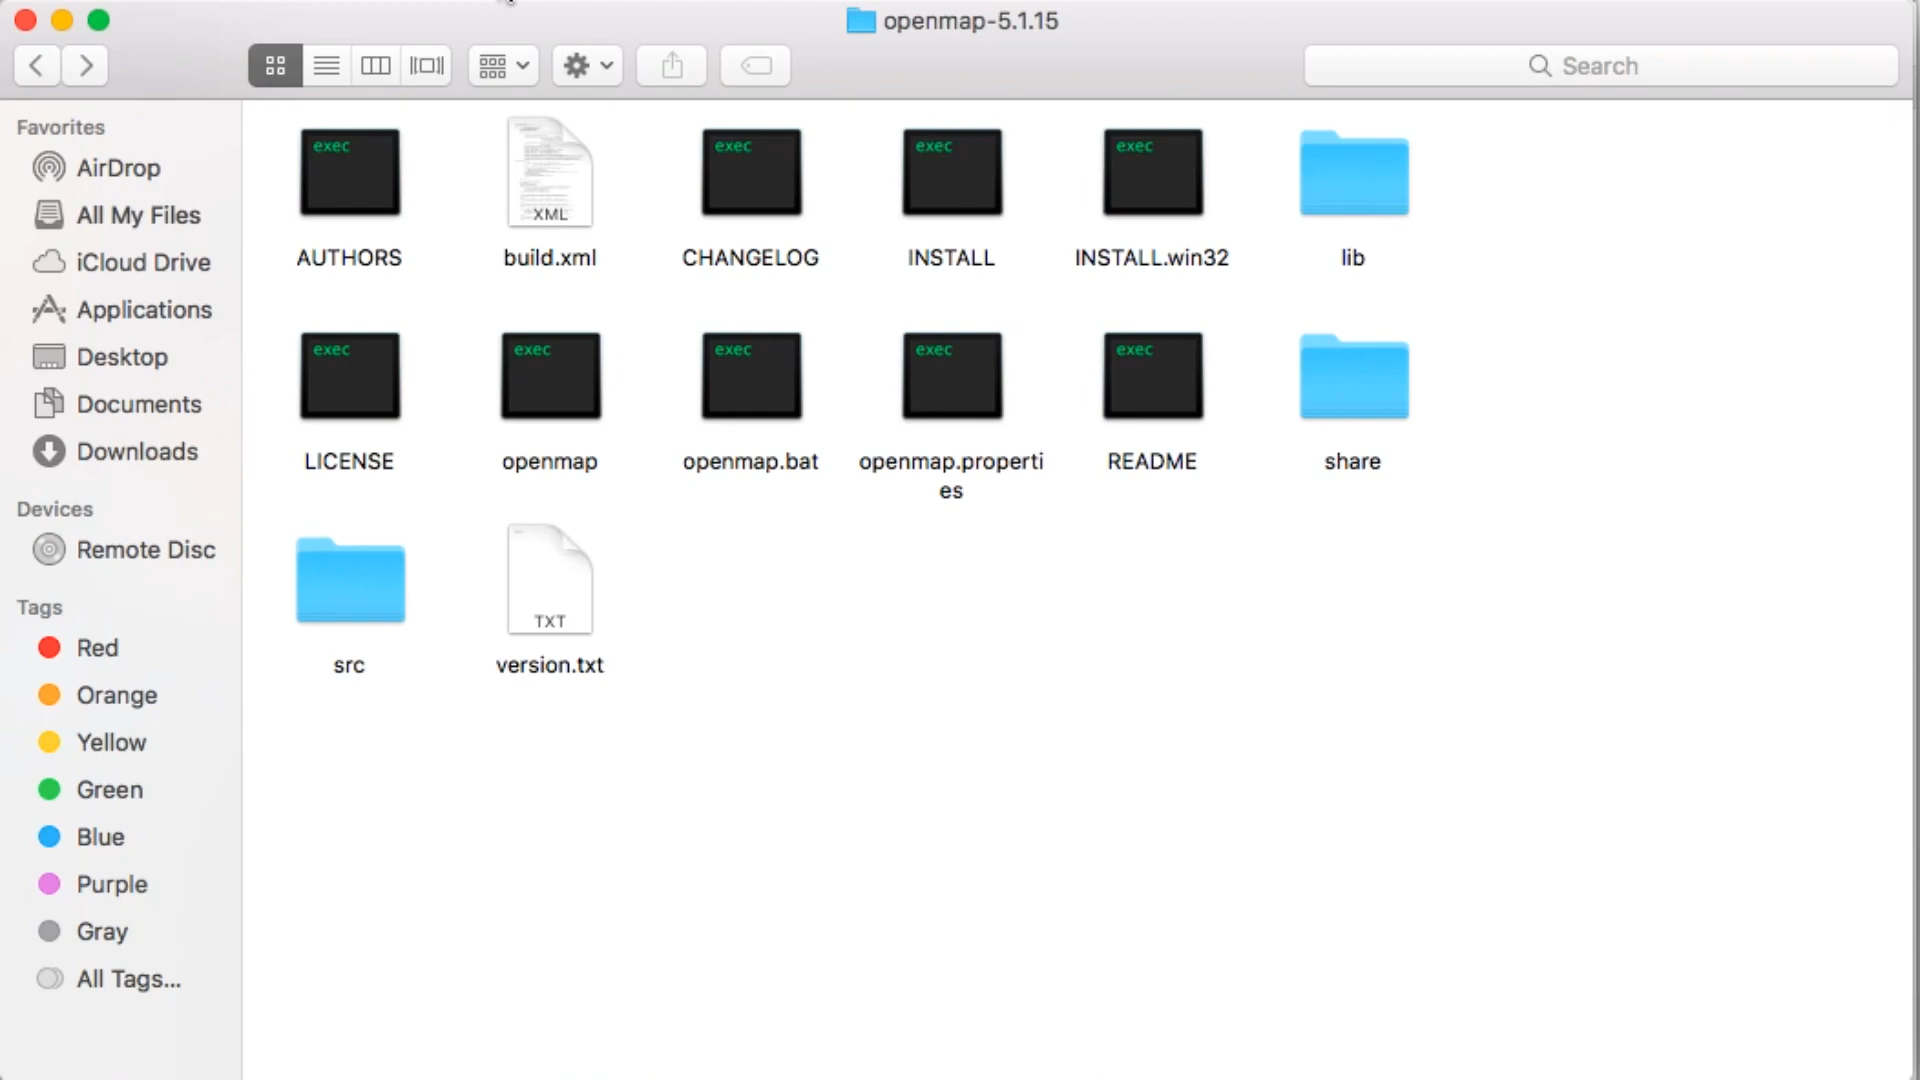 openmap-5.1.15
Search
Favorites
AirDrop
All My Files
iCloud Drive
Applications
Desktop
Documents
Downloads
Devices
Remote Disc
Tags
Red
Orange
Yellow
Green
Blue
Purple
Gray
All Tags...
exec
XML
exec
exec
exec
AUTHORS
build.xml
CHANGELOG
INSTALL
INSTALL.win32
lib
exec
exec
exec
exec
exec
LICENSE
openmap
openmap.bat
openmap.properti
es
README
share
TXT
src
version.txt